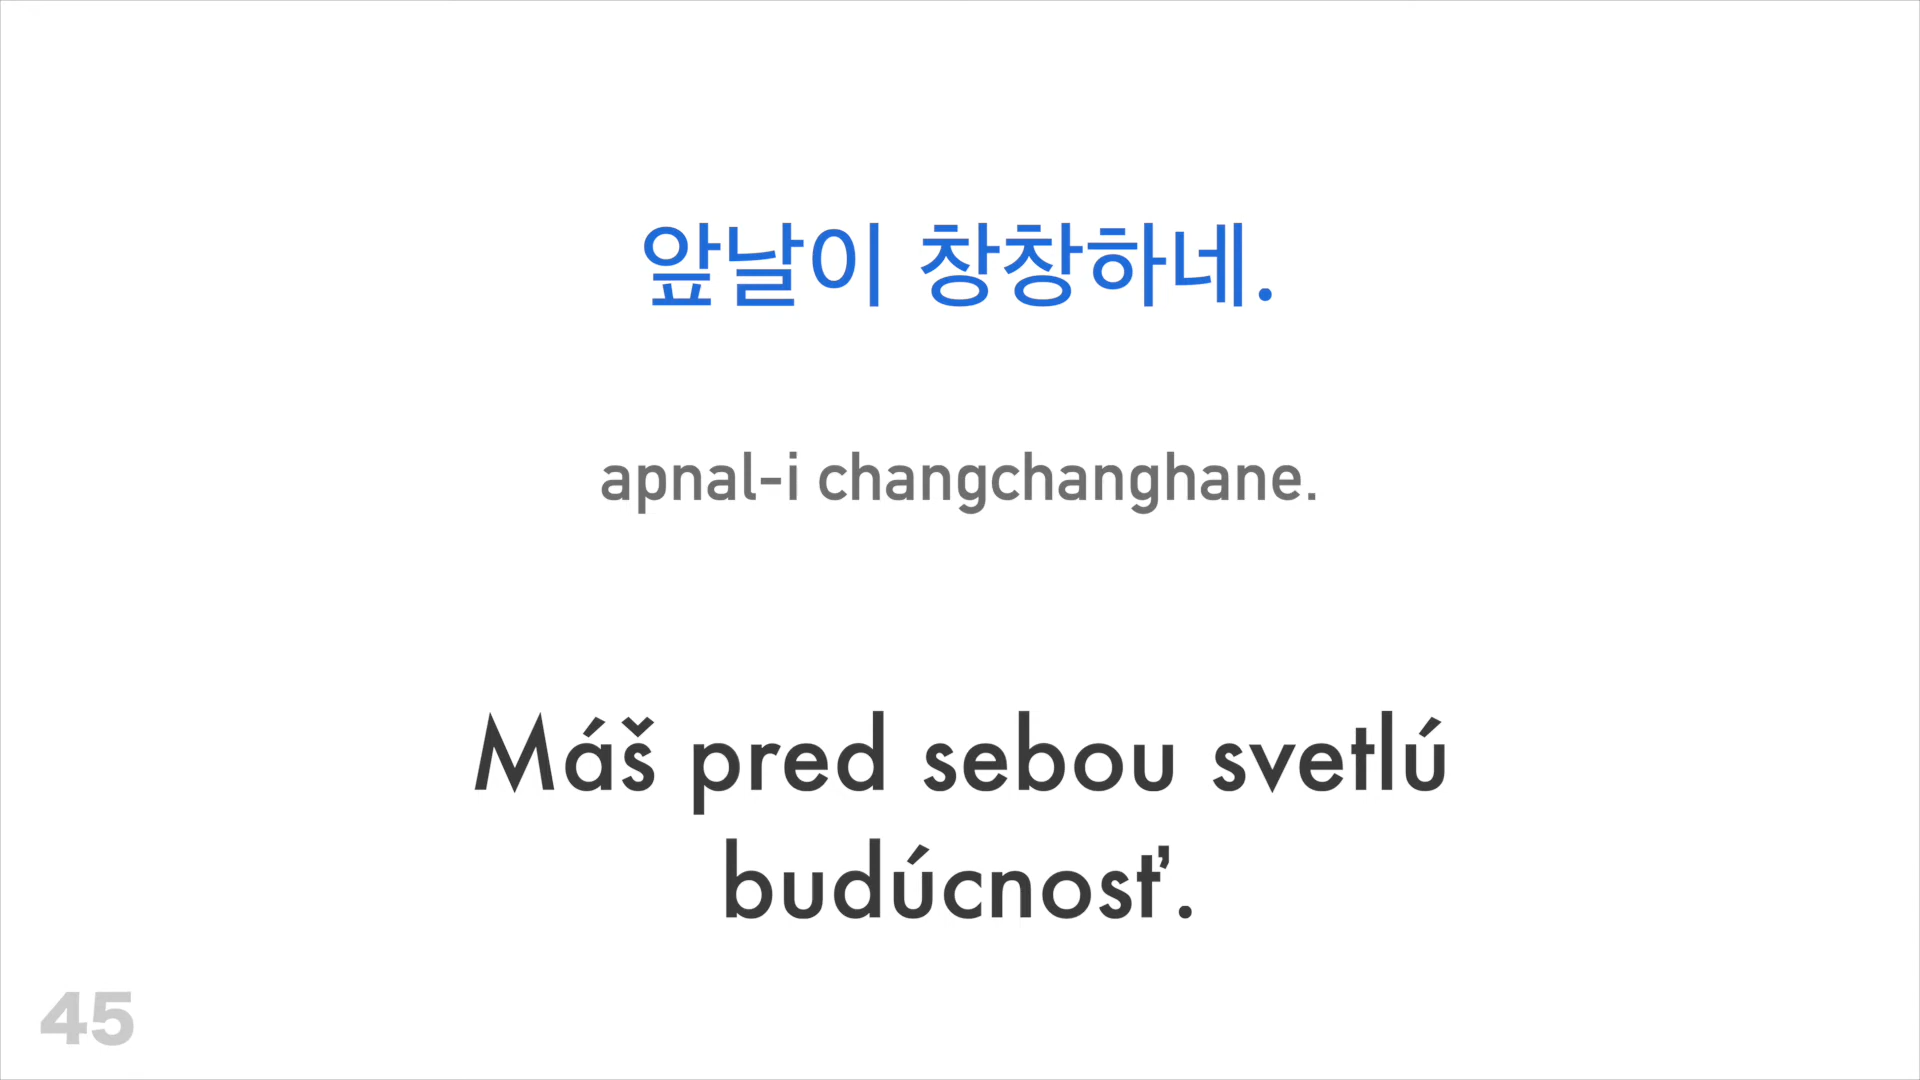 앞날이 창창하네.
apnal-i changchanghane.
Máš pred sebou svetlú
budúcnosť.
45